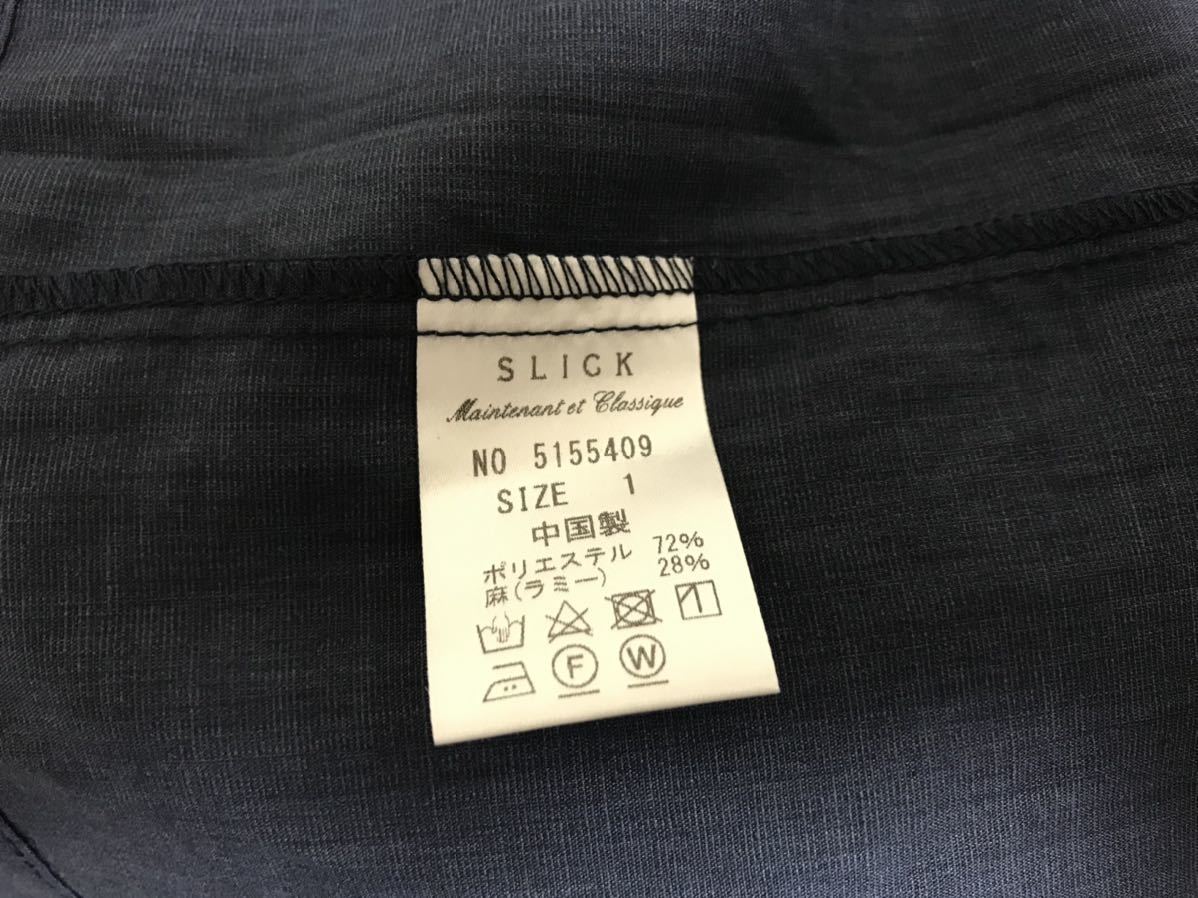 SLICK
Maintenant et Classique
NO 5155409
SIZE 1
中国製
ポリエステル 72%
麻(ラミー) 28%
F W